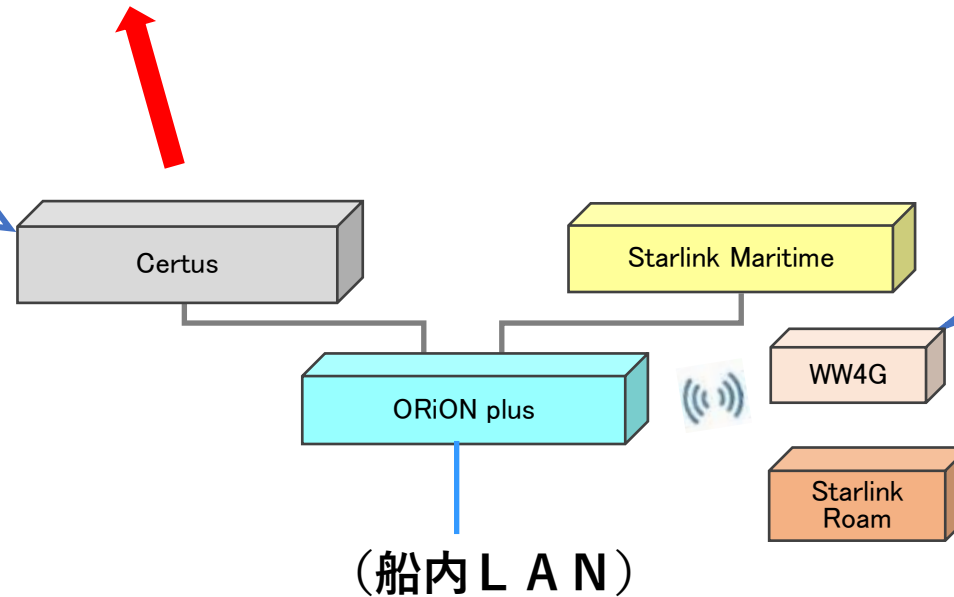 Certus
Starlink Maritime
WW4G
ORiON plus
Starlink
Roam
（船内ＬＡＮ）